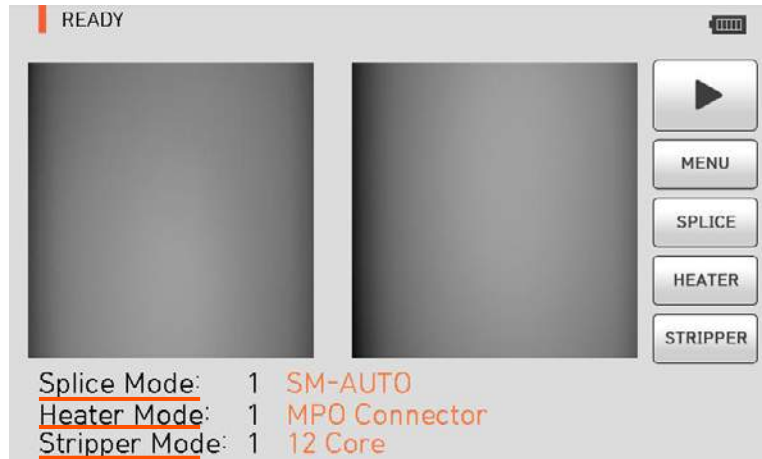 READY
MENU
SPLICE
HEATER
STRIPPER
Splice Mode: 1 SM-AUTO
Heater Mode: 1 MPO Connector
Stripper Mode: 1 12 Core